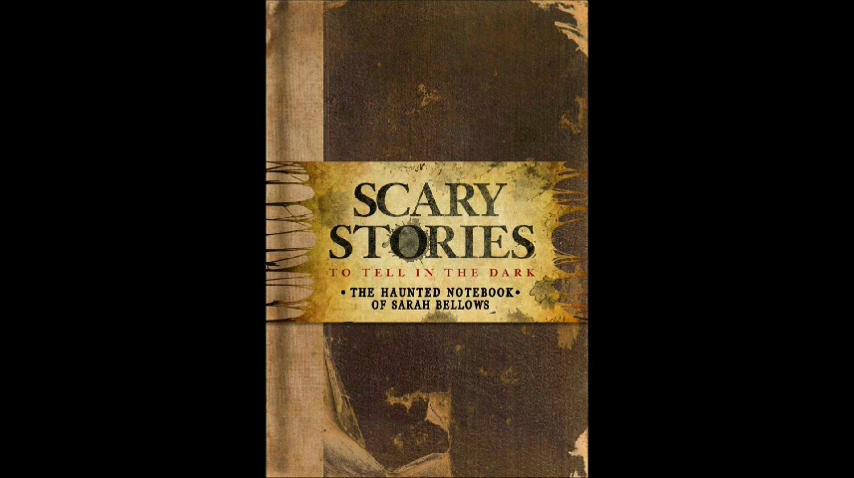 SCARY
STORIES
TO TELL IN THE DARK
• THE HAUNTED NOTEBOOK •
OF SARAH BELLOWS